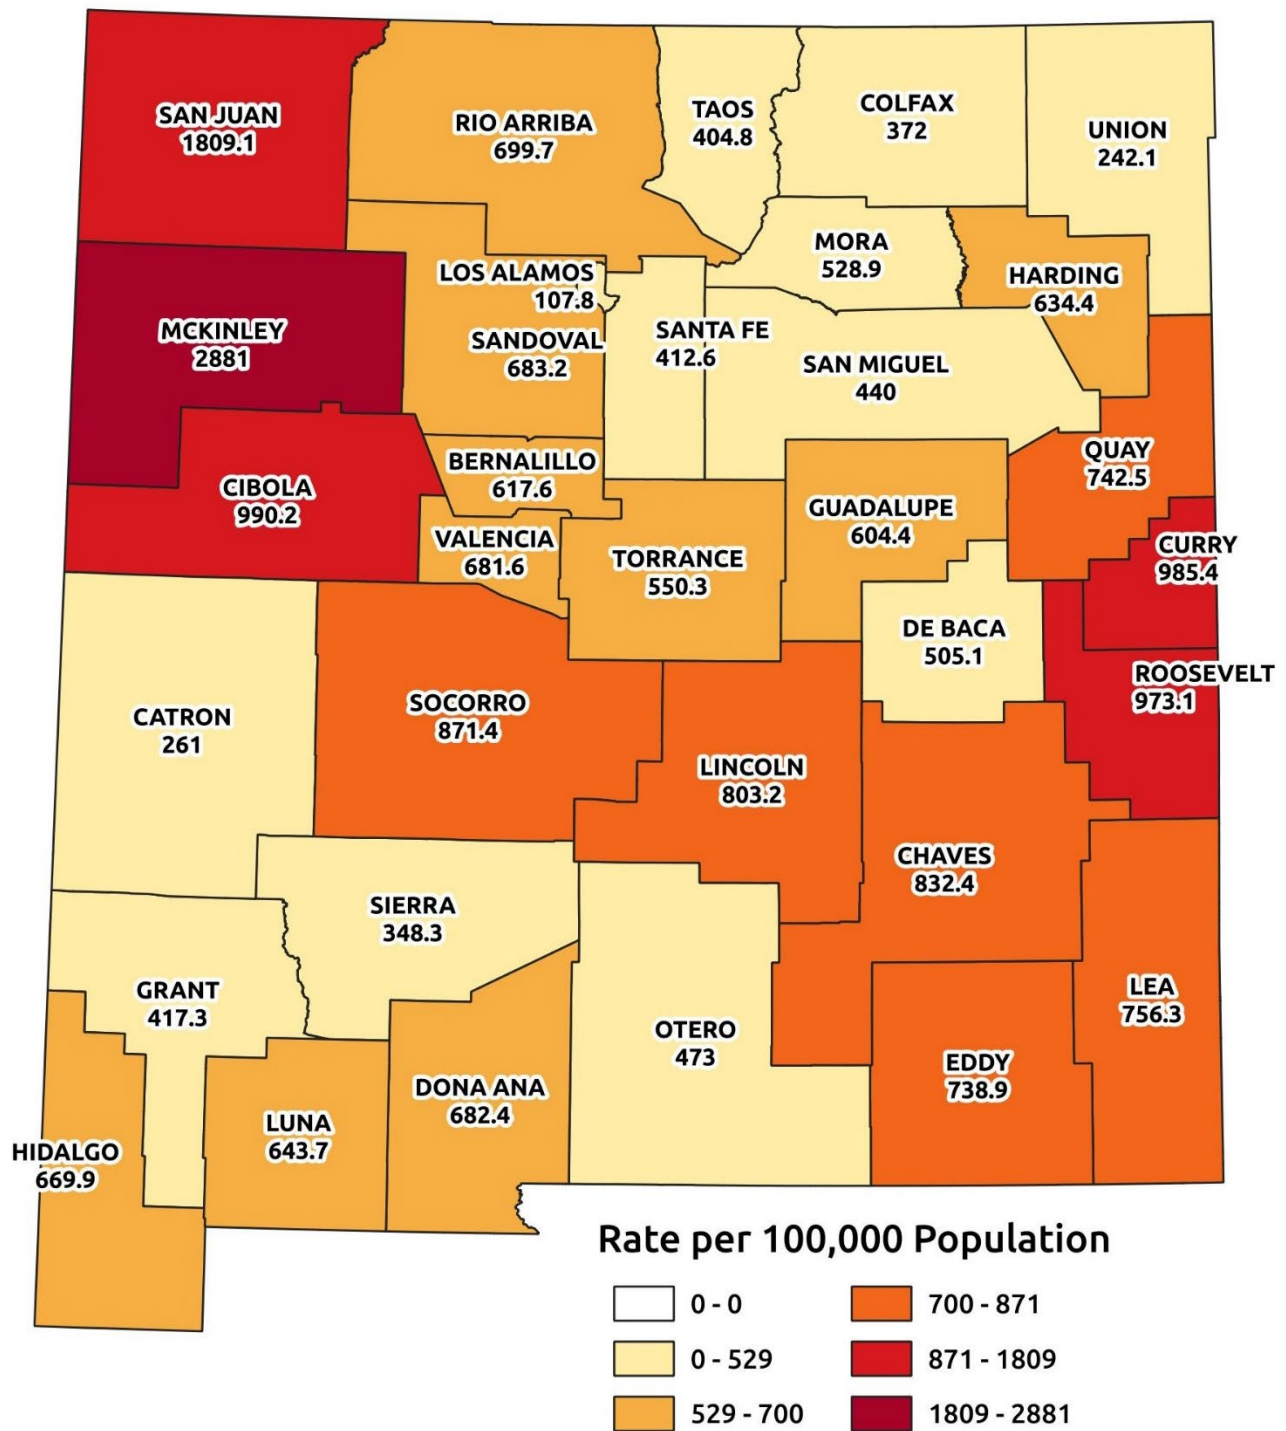 SAN JUAN
1809.1
RIO ARRIBA
699.7
TAOS
404.8
COLFAX
372
UNION
242.1
MORA
528.9
HARDING
634.4
LOS ALAMOS
107.8
SANDOVAL
683.2
SANTA FE
412.6
SAN MIGUEL
440
MCKINLEY
2881
QUAY
742.5
CIBOLA
990.2
BERNALILLO
617.6
GUADALUPE
604.4
VALENCIA
681.6
TORRANCE
550.3
CURRY
985.4
DE BACA
505.1
ROOSEVELT
973.1
CATRON
261
SOCORRO
871.4
LINCOLN
803.2
CHAVES
832.4
SIERRA
348.3
GRANT
417.3
OTERO
473
LEA
756.3
EDDY
738.9
DONA ANA
682.4
LUNA
643.7
HIDALGO
669.9
Rate per 100,000 Population
0 - 0
0 - 529
529 - 700
700 - 871
871 - 1809
1809 - 2881